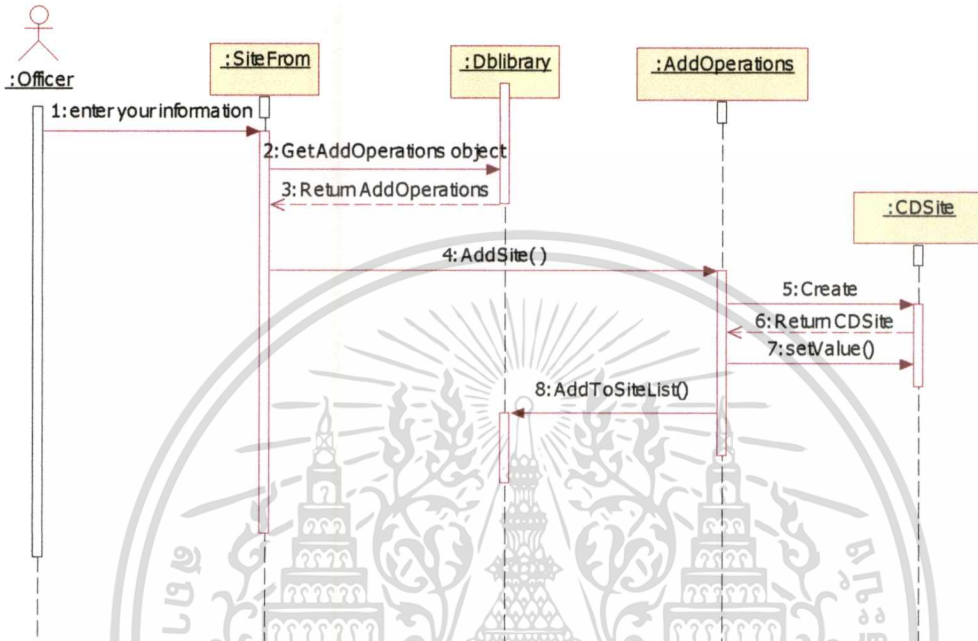 :Officer
:SiteFrom
:Dblibrary
:AddOperations
1: enter your information
2: GetAddOperations object
3: Return AddOperations
:CDSite
4: AddSite( )
5: Create
6: Return CDSite
7: setValue()
8: AddToSiteList()